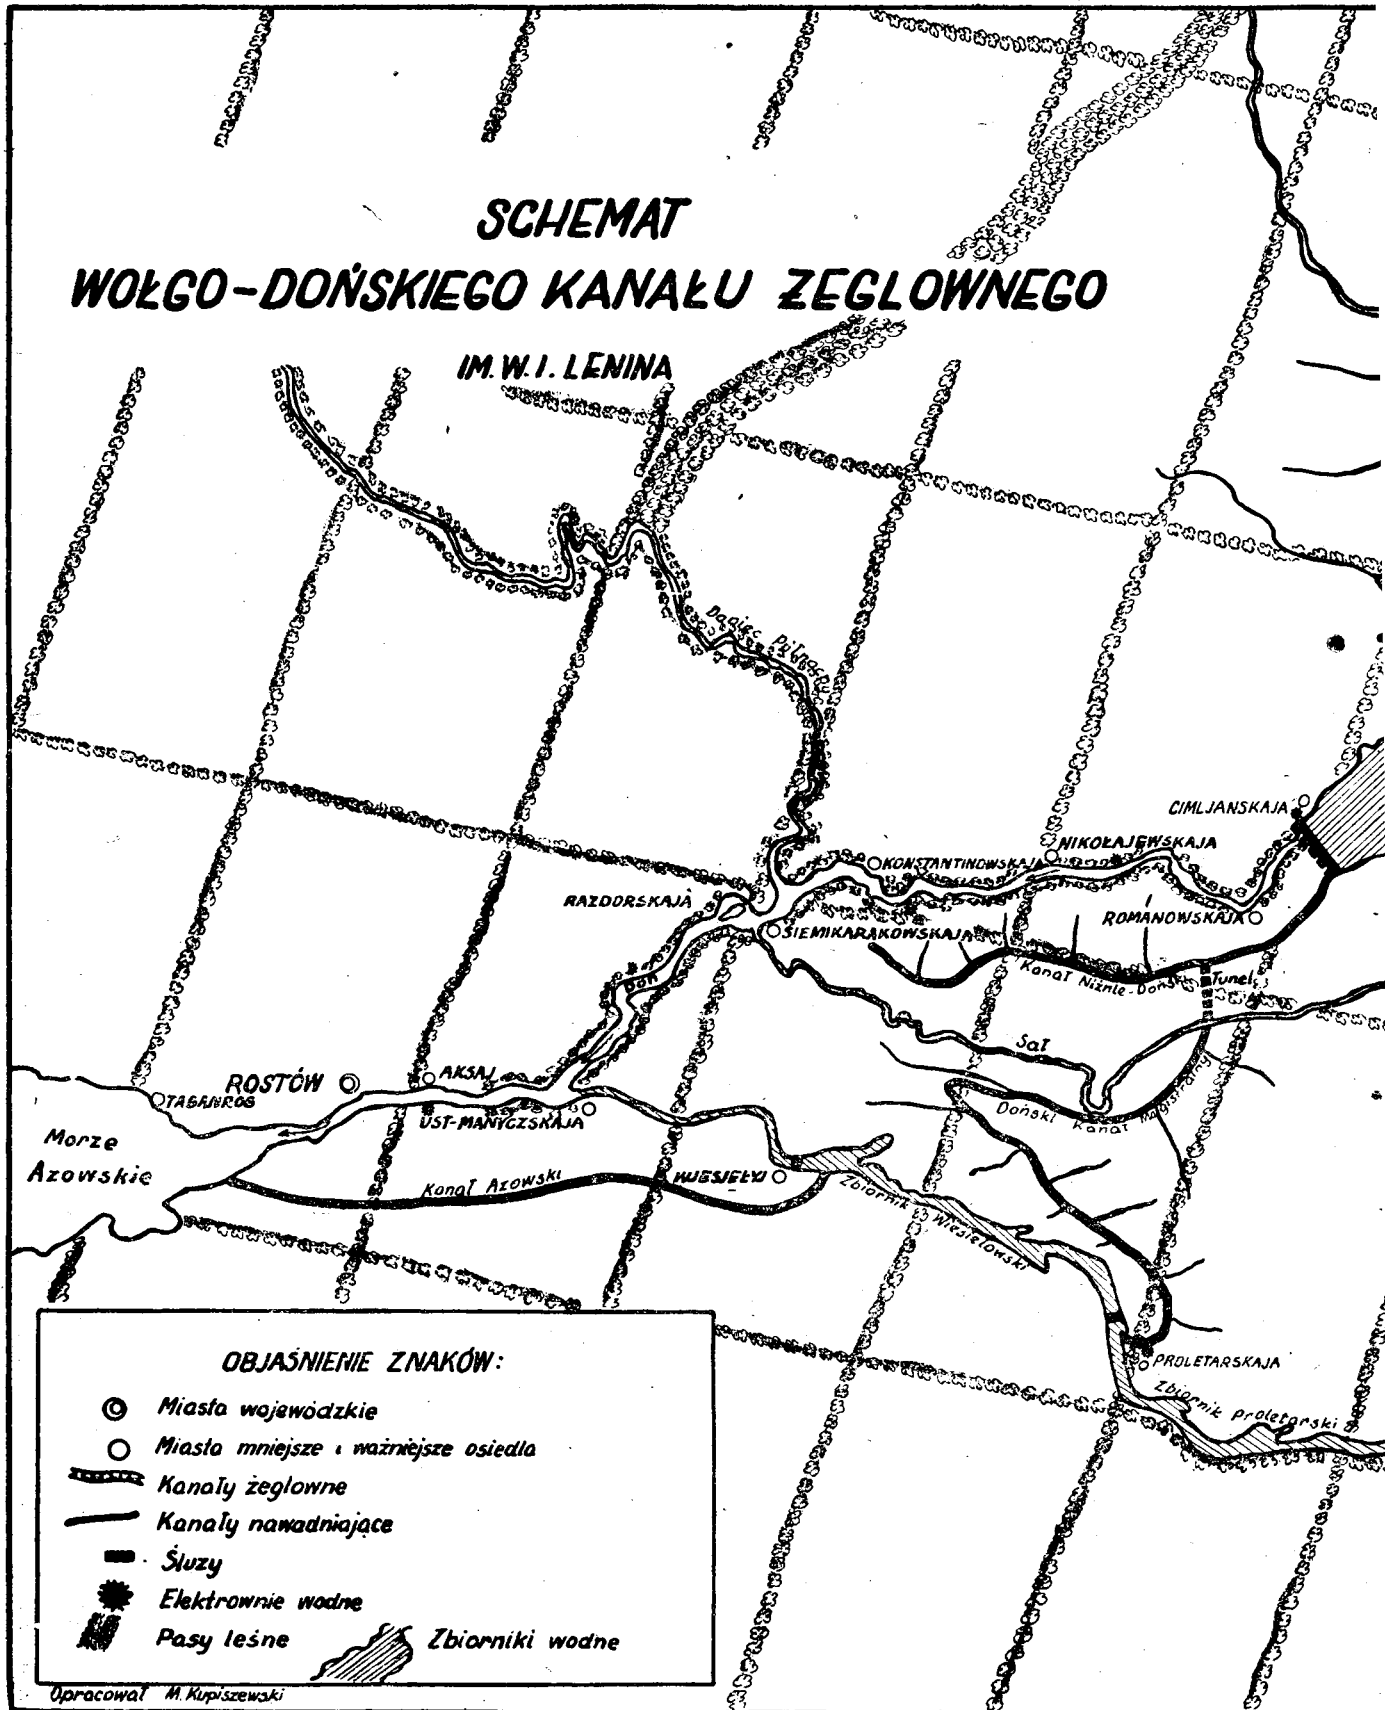 SCHEMAT
WOŁGO-DOŃSKIEGO KANAŁU ŻEGLOWNEGO
IM. W. I. LENINA
CIMLJANSKAJA
NIKOŁAJEWSKAJA
KONSTANTINOWSKAJA
RAZDORSKAJA
ROMANOWSKAJA
SIEMIKARAKOWSKAJA
Kanał Niżnie-Doński
Tunel
Don
Sał
ROSTÓW
AKSAJ
TAGANROG
UST-MANYCZSKAJA
Doński Kanał Magistralny
Morze
Azowskie
WIESIEŁYJ
Kanał Azowski
Zbiornik Wiesiełowski
PROLETARSKAJA
Zbiornik proletarski
OBJAŚNIENIE ZNAKÓW:
Miasta wojewódzkie
Miasta mniejsze i ważniejsze osiedla
Kanały żeglowne
Kanały nawadniające
Śluzy
Elektrownie wodne
Pasy leśne
Zbiorniki wodne
Opracował M. Kupiszewski